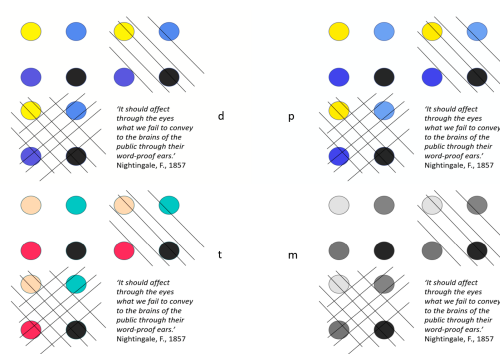 'It should affect
through the eyes
what we fail to convey
to the brains of the
public through their
word-proof ears.'
Nightingale, F., 1857
d
p
'It should affect
through the eyes
what we fail to convey
to the brains of the
public through their
word-proof ears.'
Nightingale, F., 1857
'It should affect
through the eyes
what we fail to convey
to the brains of the
public through their
word-proof ears.'
Nightingale, F., 1857
t
m
'It should affect
through the eyes
what we fail to convey
to the brains of the
public through their
word-proof ears.'
Nightingale, F., 1857